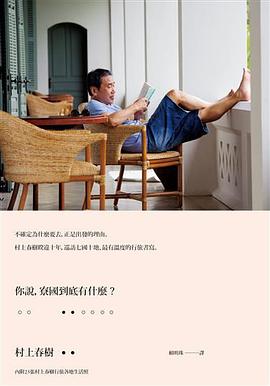 不確定為什麼要去,正是出發的理由。
村上春樹睽違十年,巡訪七國十地,最有溫度的行旅書寫。
你說,寮國到底有什麼?
村上春樹
賴明珠——譯
內附25張村上春樹行旅各地生活照